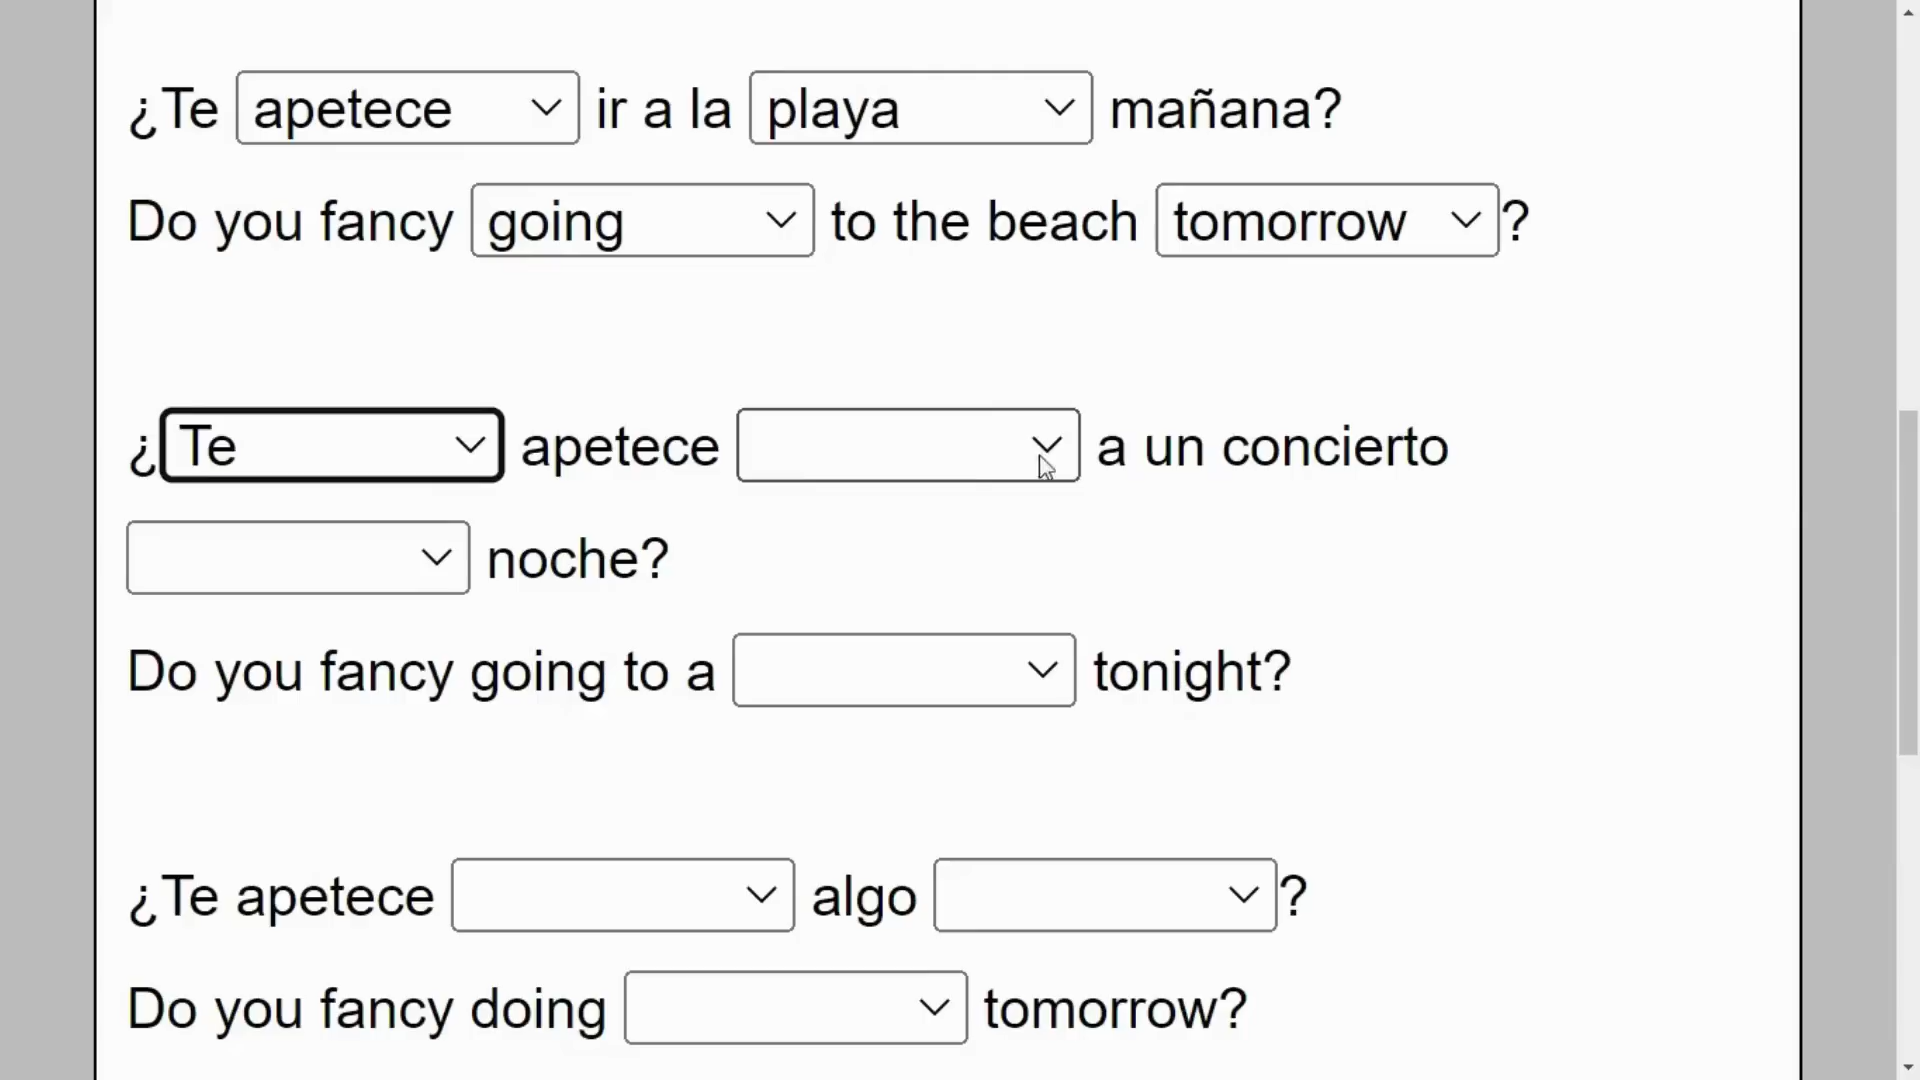 ¿Te apetece ir a la playa mañana?
Do you fancy going to the beach tomorrow?
¿Te apetece a un concierto
noche?
Do you fancy going to a tonight?
¿Te apetece algo ?
Do you fancy doing tomorrow?